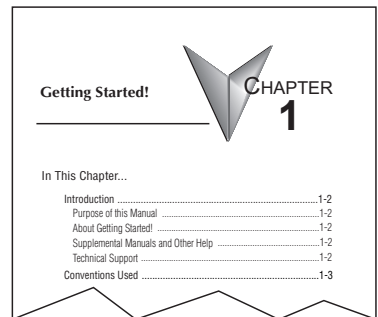 Getting Started!
CHAPTER
1
In This Chapter...
Introduction ....................................................................................1-2
Purpose of this Manual ..................................................................1-2
About Getting Started! ..................................................................1-2
Supplemental Manuals and Other Help ..........................................1-2
Technical Support ..........................................................................1-2
Conventions Used ..........................................................................1-3